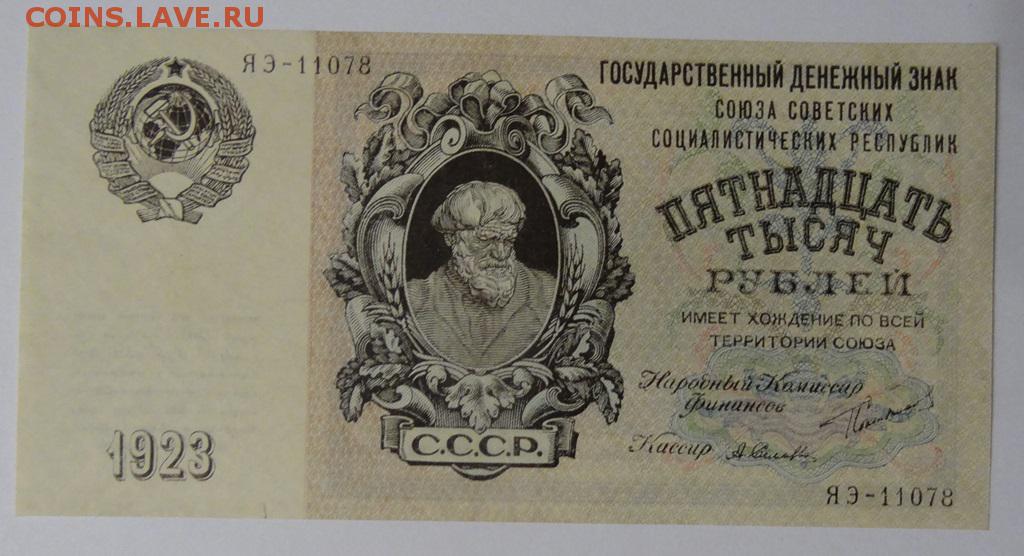 COINS.LAVE.RU
ЯЭ-11078
ГОСУДАРСТВЕННЫЙ ДЕНЕЖНЫЙ ЗНАК
СОЮЗА СОВЕТСКИХ
СОЦИАЛИСТИЧЕСКИХ РЕСПУБЛИК
ПЯТНАДЦАТЬ
ТЫСЯЧ
РУБЛЕЙ
ИМЕЕТ ХОЖДЕНИЕ ПО ВСЕЙ
ТЕРРИТОРИИ СОЮЗА
Народный Комиссар
финансов
Кассир
С.С.С.Р.
1923
ЯЭ-11078